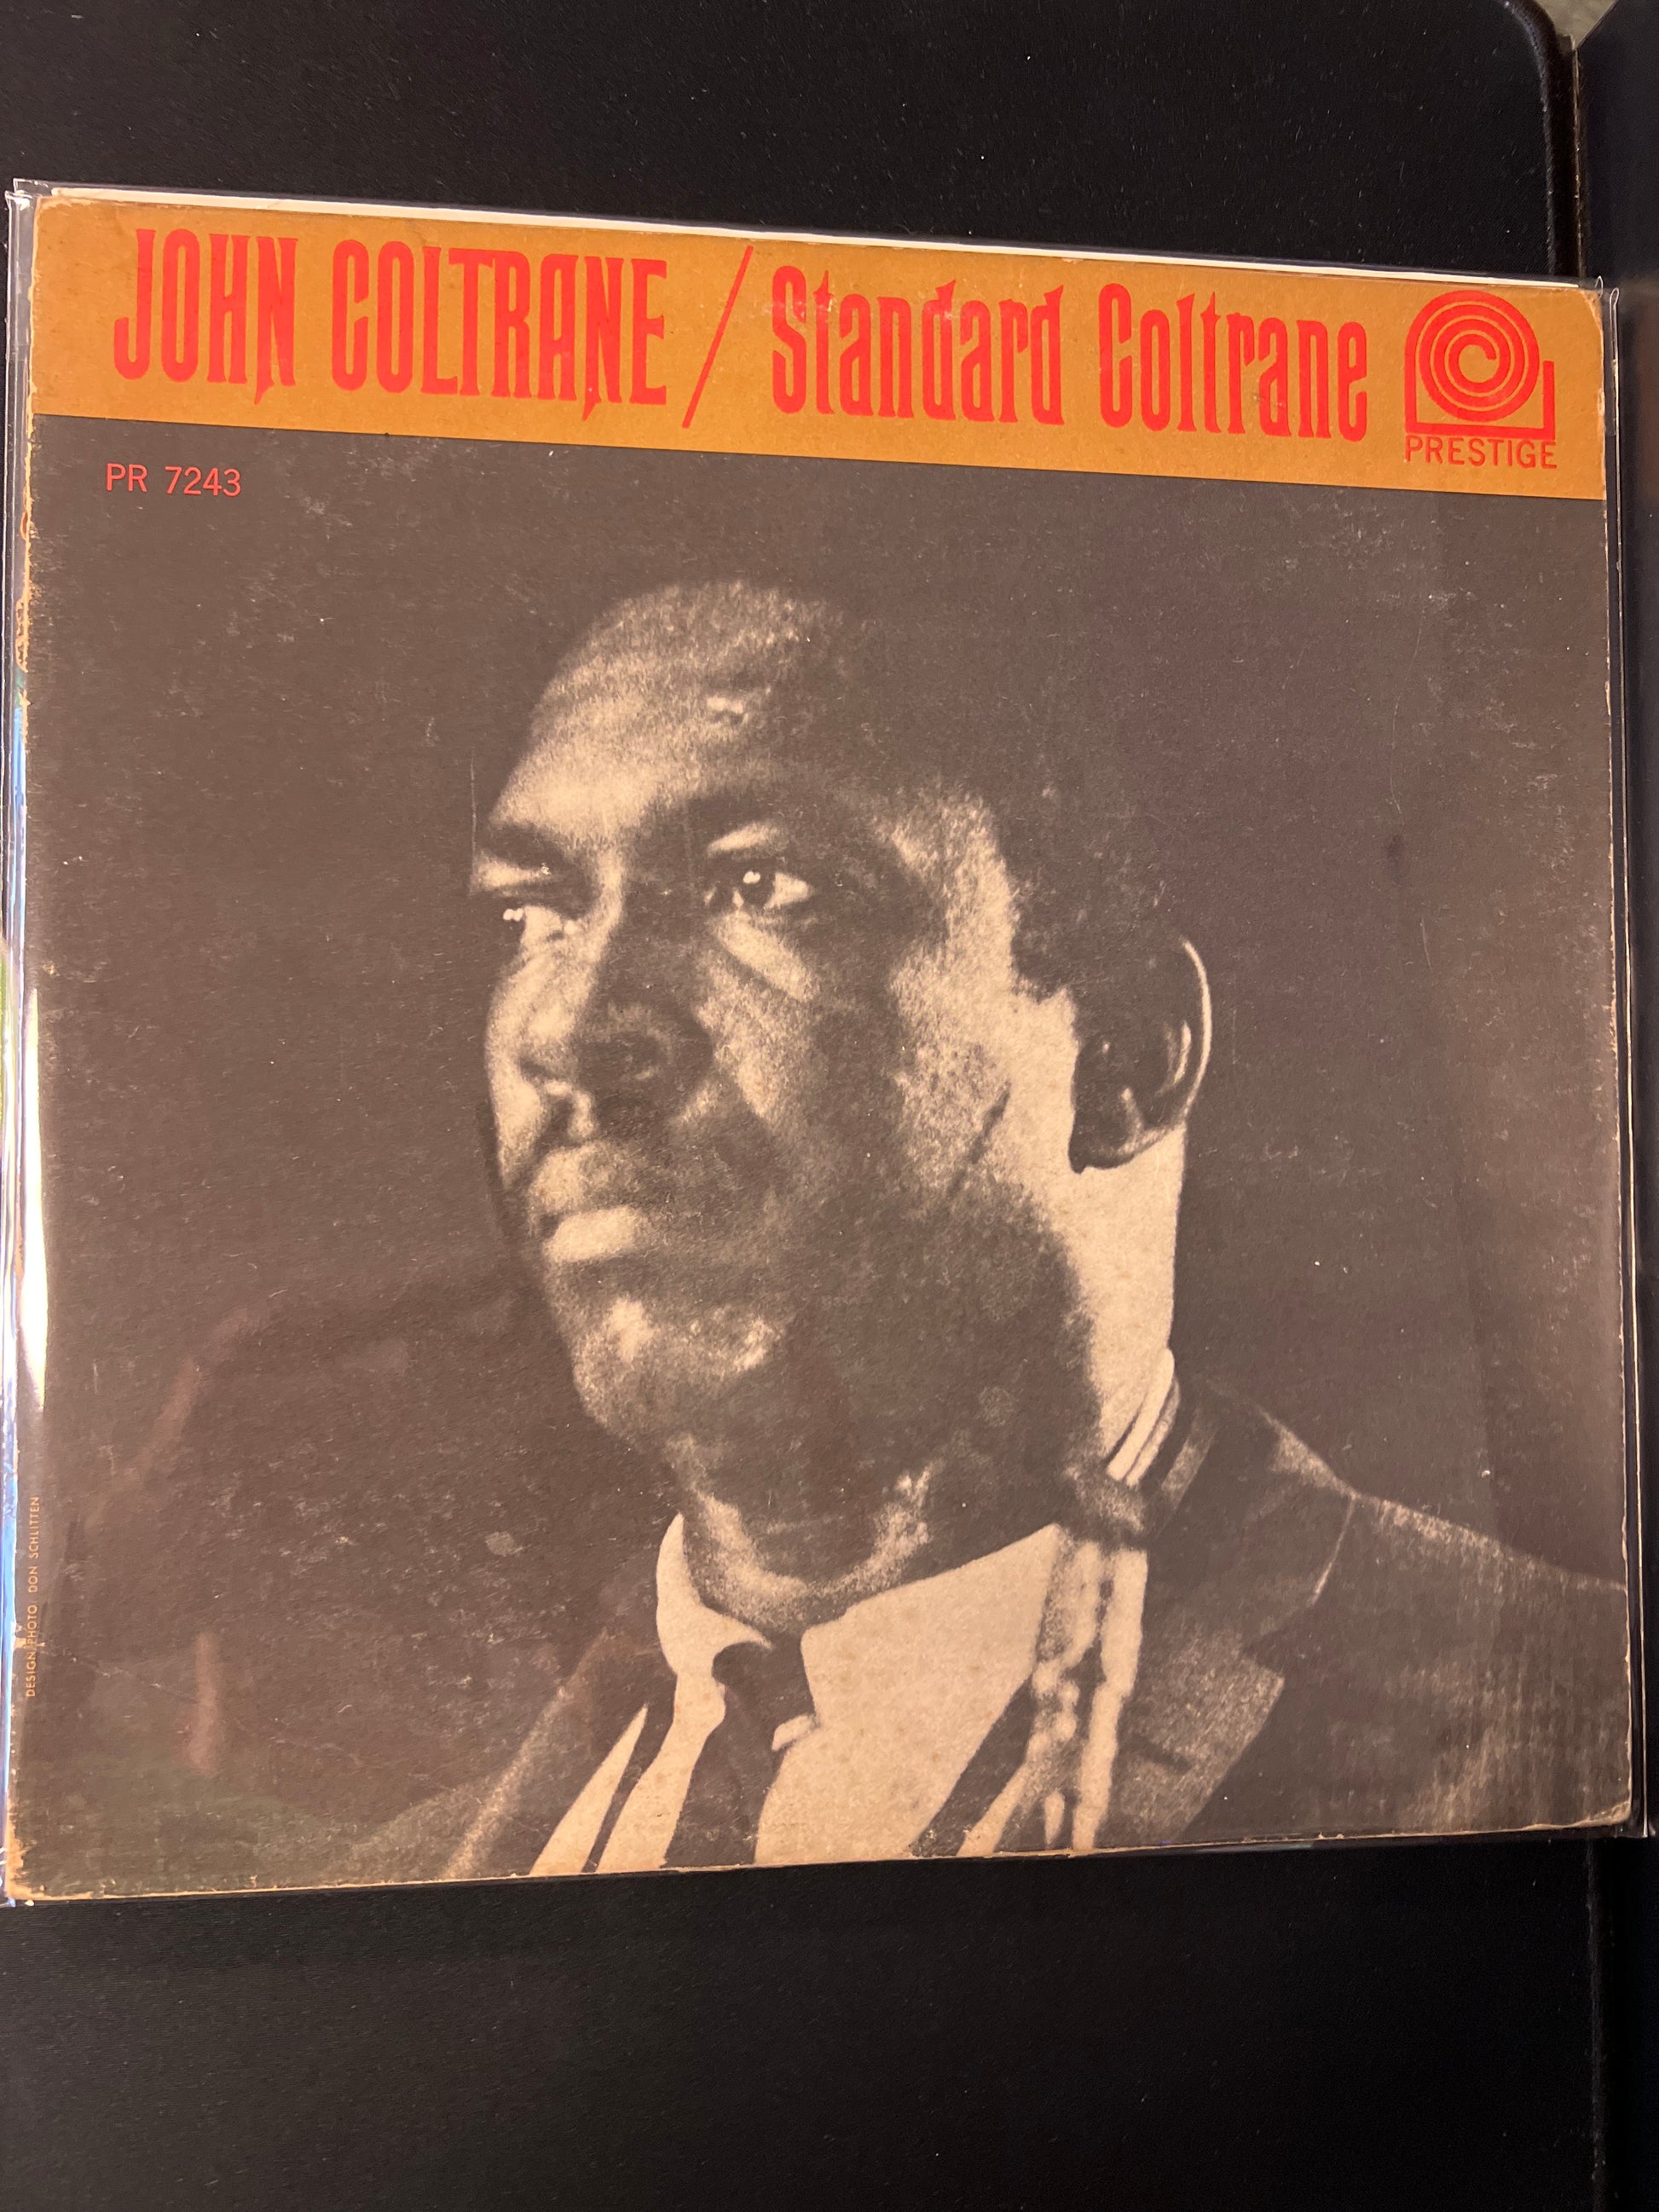 JOHN COLTRANE / Standard Coltrane
PRESTIGE
PR 7243
DESIGN/PHOTO DON SCHLITTEN